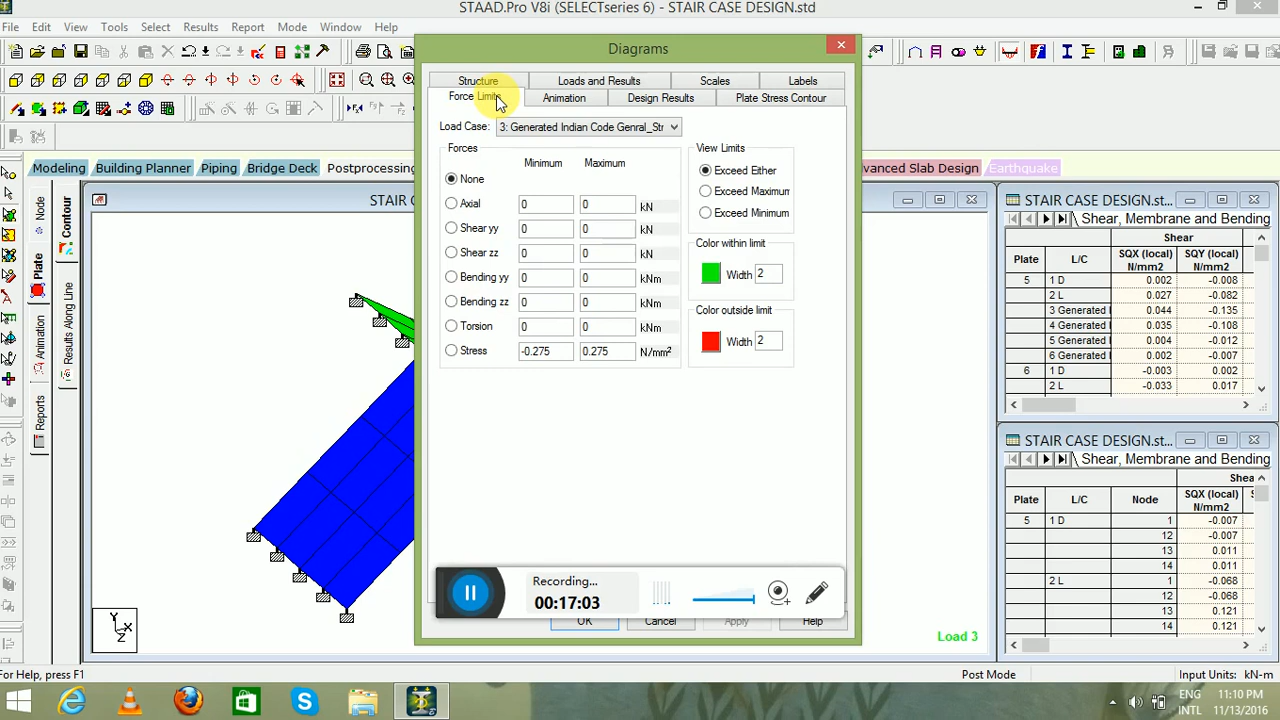 STAAD.Pro V8i (SELECTseries 6) - STAIR CASE DESIGN.std
File Edit View Tools Select Results Report Mode Window Help
Modeling Building Planner Piping Bridge Deck Postprocessing
Advanced Slab Design Earthquake
Diagrams
Structure Loads and Results Scales Labels
Force Limits Animation Design Results Plate Stress Contour
Load Case: 3: Generated Indian Code Genral_Str
Forces
Minimum Maximum
None
Axial 0 0 kN
Shear yy 0 0 kN
Shear zz 0 0 kN
Bending yy 0 0 kNm
Bending zz 0 0 kNm
Torsion 0 0 kNm
Stress -0.275 0.275 N/mm²
View Limits
Exceed Either
Exceed Maximum
Exceed Minimum
Color within limit
Width 2
Color outside limit
Width 2
Recording...
00:17:03
OK Cancel Apply Help
Node
Plate
Animation
Reports
Contour
Results Along Line
STAIR CASE DESIGN.st...
Shear, Membrane and Bending
Shear
Plate L/C SQX (local) N/mm2 SQY (local) N/mm2
5 1 D 0.002 -0.008
2 L 0.027 -0.082
3 Generated 0.044 -0.135
4 Generated 0.035 -0.108
5 Generated 0.004 -0.012
6 Generated 0.004 -0.012
6 1 D -0.003 0.002
2 L -0.033 0.017
STAIR CASE DESIGN.st...
Shear, Membrane and Bending
Shea
Plate L/C Node SQX (local) N/mm2
5 1 D 1 -0.007
12 -0.007
13 0.011
14 0.011
2 L 1 -0.068
12 -0.068
13 0.121
14 0.121
Y
X
Z
Load 3
For Help, press F1
Post Mode
Input Units: kN-m
ENG
INTL
11:10 PM
11/13/2016